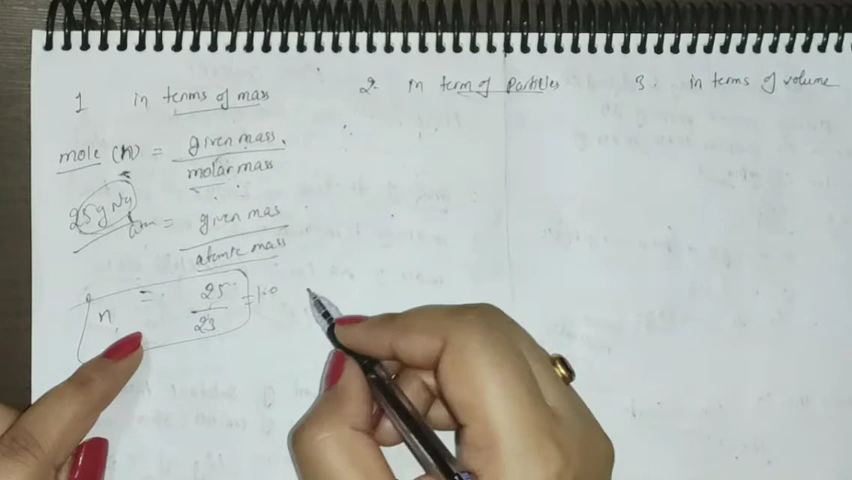 1 in terms of mass
2. in term of Particles
3. in terms of volume
mole (n) = given mass.
molar mass
25 g Na
= given mas
atomic mass
n = 25
23